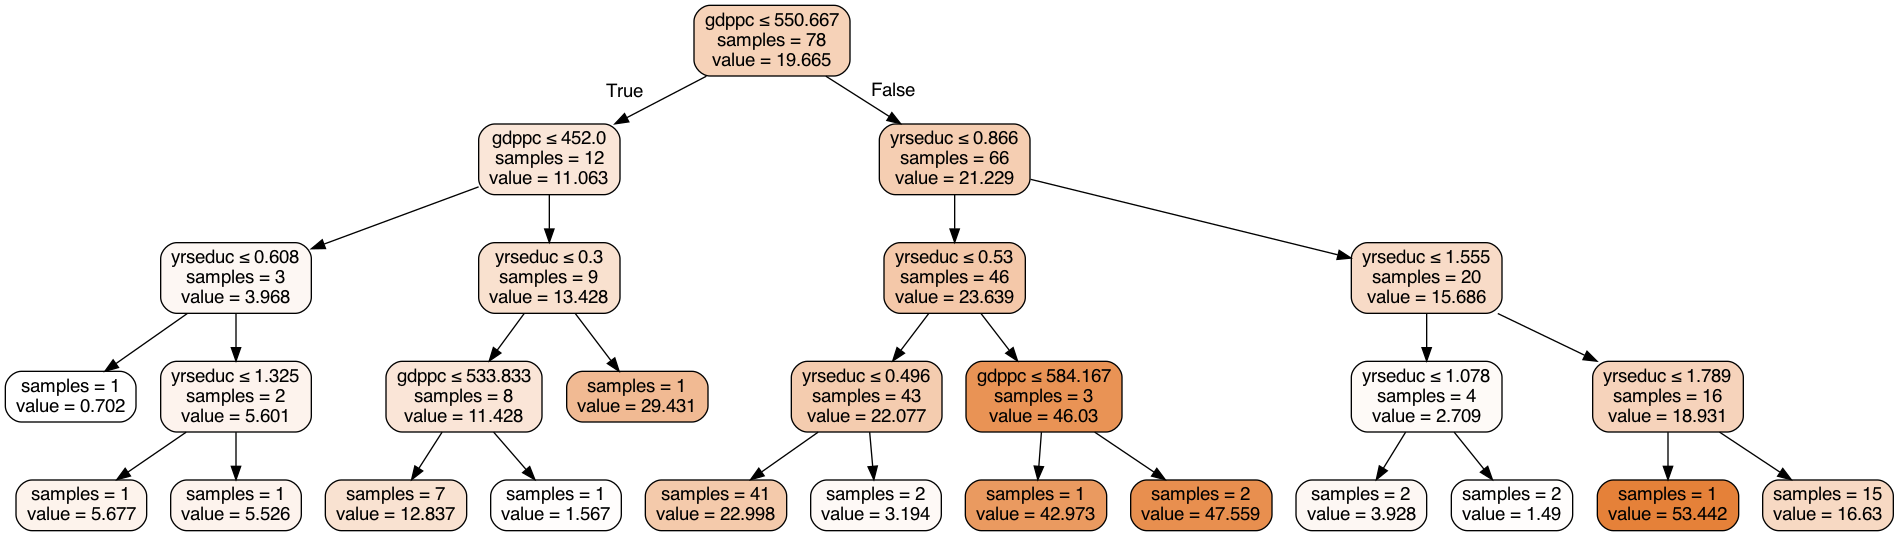 gdppc ≤ 550.667
samples = 78
value = 19.665
True
False
gdppc ≤ 452.0
samples = 12
value = 11.063
yrseduc ≤ 0.866
samples = 66
value = 21.229
yrseduc ≤ 0.608
samples = 3
value = 3.968
yrseduc ≤ 0.3
samples = 9
value = 13.428
yrseduc ≤ 0.53
samples = 46
value = 23.639
yrseduc ≤ 1.555
samples = 20
value = 15.686
samples = 1
value = 0.702
yrseduc ≤ 1.325
samples = 2
value = 5.601
gdppc ≤ 533.833
samples = 8
value = 11.428
samples = 1
value = 29.431
yrseduc ≤ 0.496
samples = 43
value = 22.077
gdppc ≤ 584.167
samples = 3
value = 46.03
yrseduc ≤ 1.078
samples = 4
value = 2.709
yrseduc ≤ 1.789
samples = 16
value = 18.931
samples = 1
value = 5.677
samples = 1
value = 5.526
samples = 7
value = 12.837
samples = 1
value = 1.567
samples = 41
value = 22.998
samples = 2
value = 3.194
samples = 1
value = 42.973
samples = 2
value = 47.559
samples = 2
value = 3.928
samples = 2
value = 1.49
samples = 1
value = 53.442
samples = 15
value = 16.63